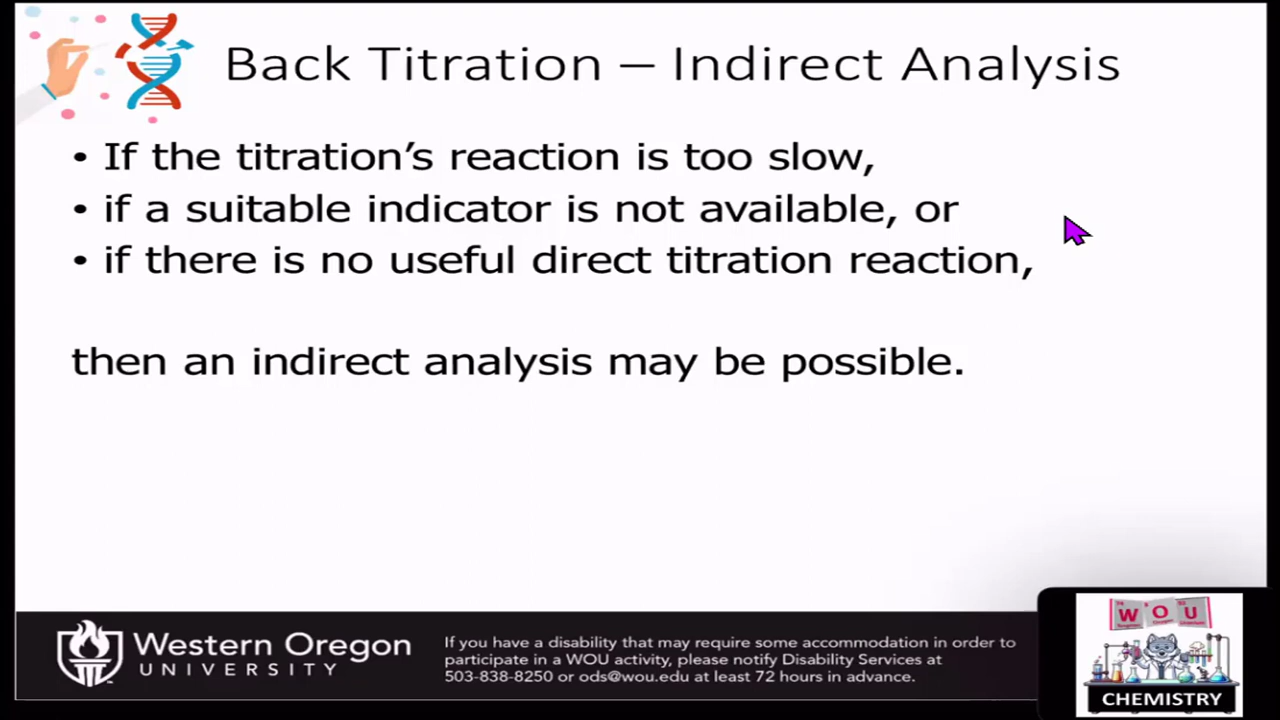 Back Titration – Indirect Analysis
• If the titration’s reaction is too slow,
• if a suitable indicator is not available, or
• if there is no useful direct titration reaction,
then an indirect analysis may be possible.
Western Oregon
UNIVERSITY
If you have a disability that may require some accommodation in order to
participate in a WOU activity, please notify Disability Services at
503-838-8250 or ods@wou.edu at least 72 hours in advance.
W O U
CHEMISTRY